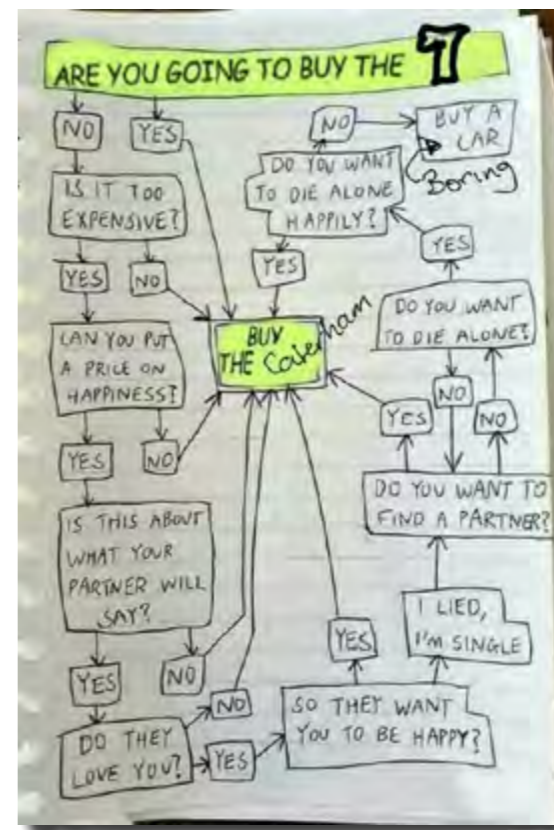 ARE YOU GOING TO BUY THE 7
NO
YES
NO
BUY A
CAR
Boring
DO YOU WANT
TO DIE ALONE
HAPPILY?
IS IT TOO
EXPENSIVE?
YES
NO
YES
YES
DO YOU WANT
TO DIE ALONE?
BUY
THE Caterham
CAN YOU PUT
A PRICE ON
HAPPINESS?
NO
NO
YES
YES
NO
DO YOU WANT TO
FIND A PARTNER?
IS THIS ABOUT
WHAT YOUR
PARTNER WILL
SAY?
I LIED,
I'M SINGLE
YES
NO
YES
NO
SO THEY WANT
YOU TO BE HAPPY?
DO THEY
LOVE YOU?
YES